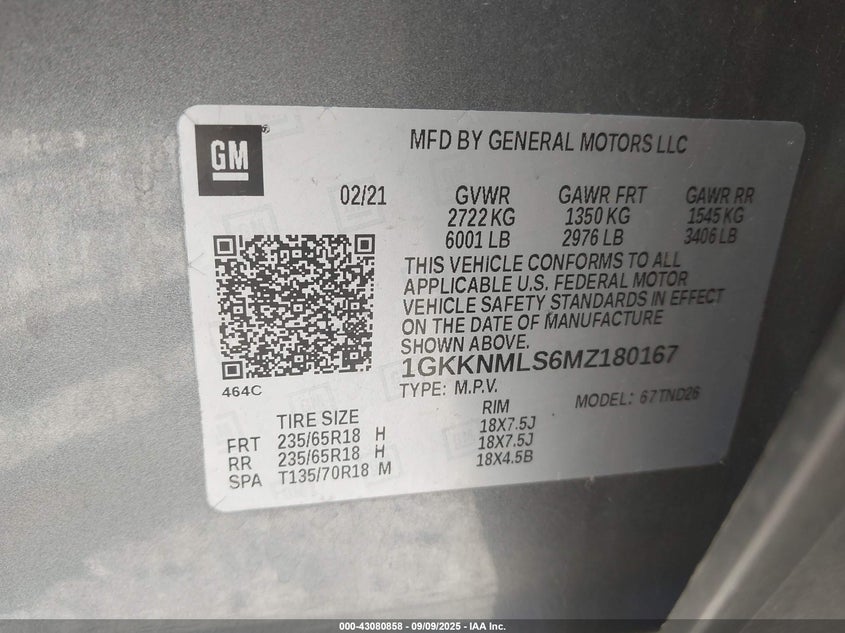 GM
MFD BY GENERAL MOTORS LLC
02/21 GVWR GAWR FRT GAWR RR
2722 KG 1350 KG 1545 KG
6001 LB 2976 LB 3406 LB
THIS VEHICLE CONFORMS TO ALL
APPLICABLE U.S. FEDERAL MOTOR
VEHICLE SAFETY STANDARDS IN EFFECT
ON THE DATE OF MANUFACTURE
SHOWN ABOVE.
1GKKNMLS6MZ180167
464C
TYPE: M.P.V. MODEL: 67TND26
TIRE SIZE RIM
FRT 235/65R18 H 18X7.5J
RR 235/65R18 H 18X7.5J
SPA T135/70R18 M 18X4.5B
000-43080858 - 09/09/2025 - IAA Inc.